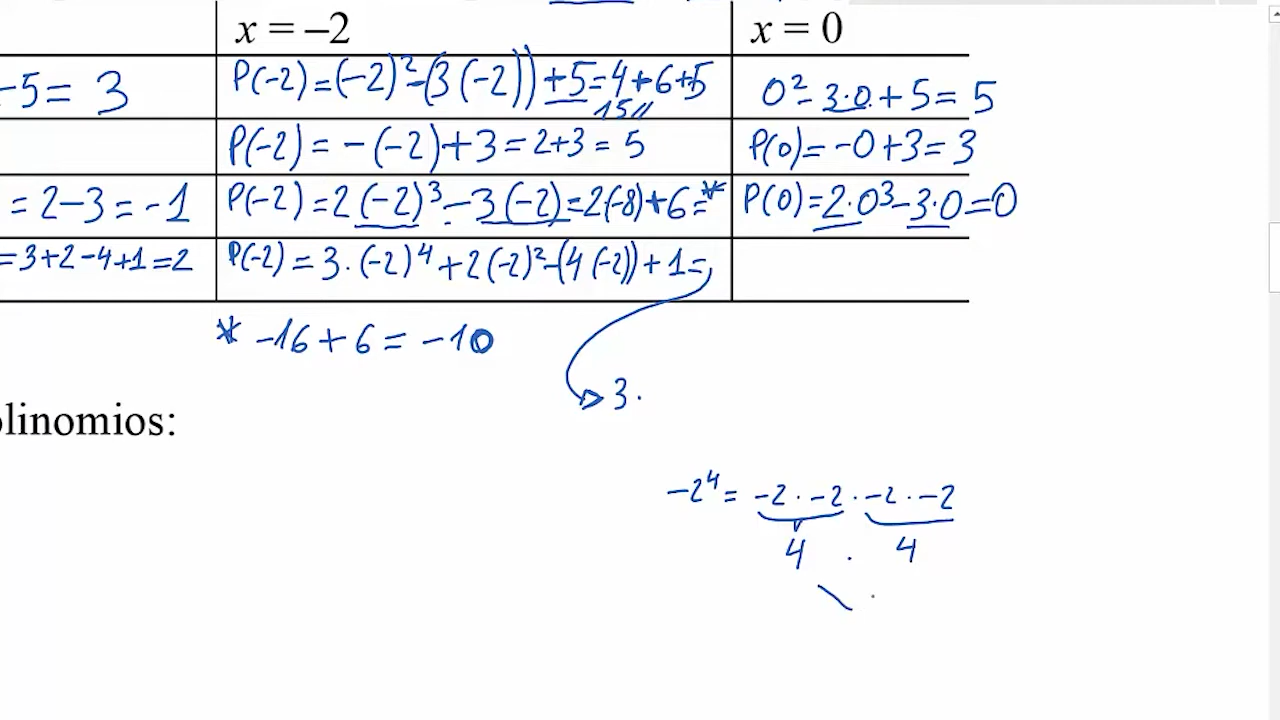 x = –2 x = 0
-5 = 3 P(-2) = (-2)² - (3(-2)) + 5 = 4 + 6 + 5 0² - 3·0 + 5 = 5
15//
P(-2) = -(-2) + 3 = 2+3 = 5 P(0) = -0+3 = 3
= 2-3 = -1 P(-2) = 2(-2)³ - 3(-2) = 2(-8) + 6 = * P(0) = 2·0³ - 3·0 = 0
= 3+2-4+1 = 2 P(-2) = 3·(-2)⁴ + 2(-2)² - (4(-2)) + 1 =
* -16 + 6 = -10
3·
olinomios:
-2⁴ = -2 · -2 · -2 · -2
4 · 4